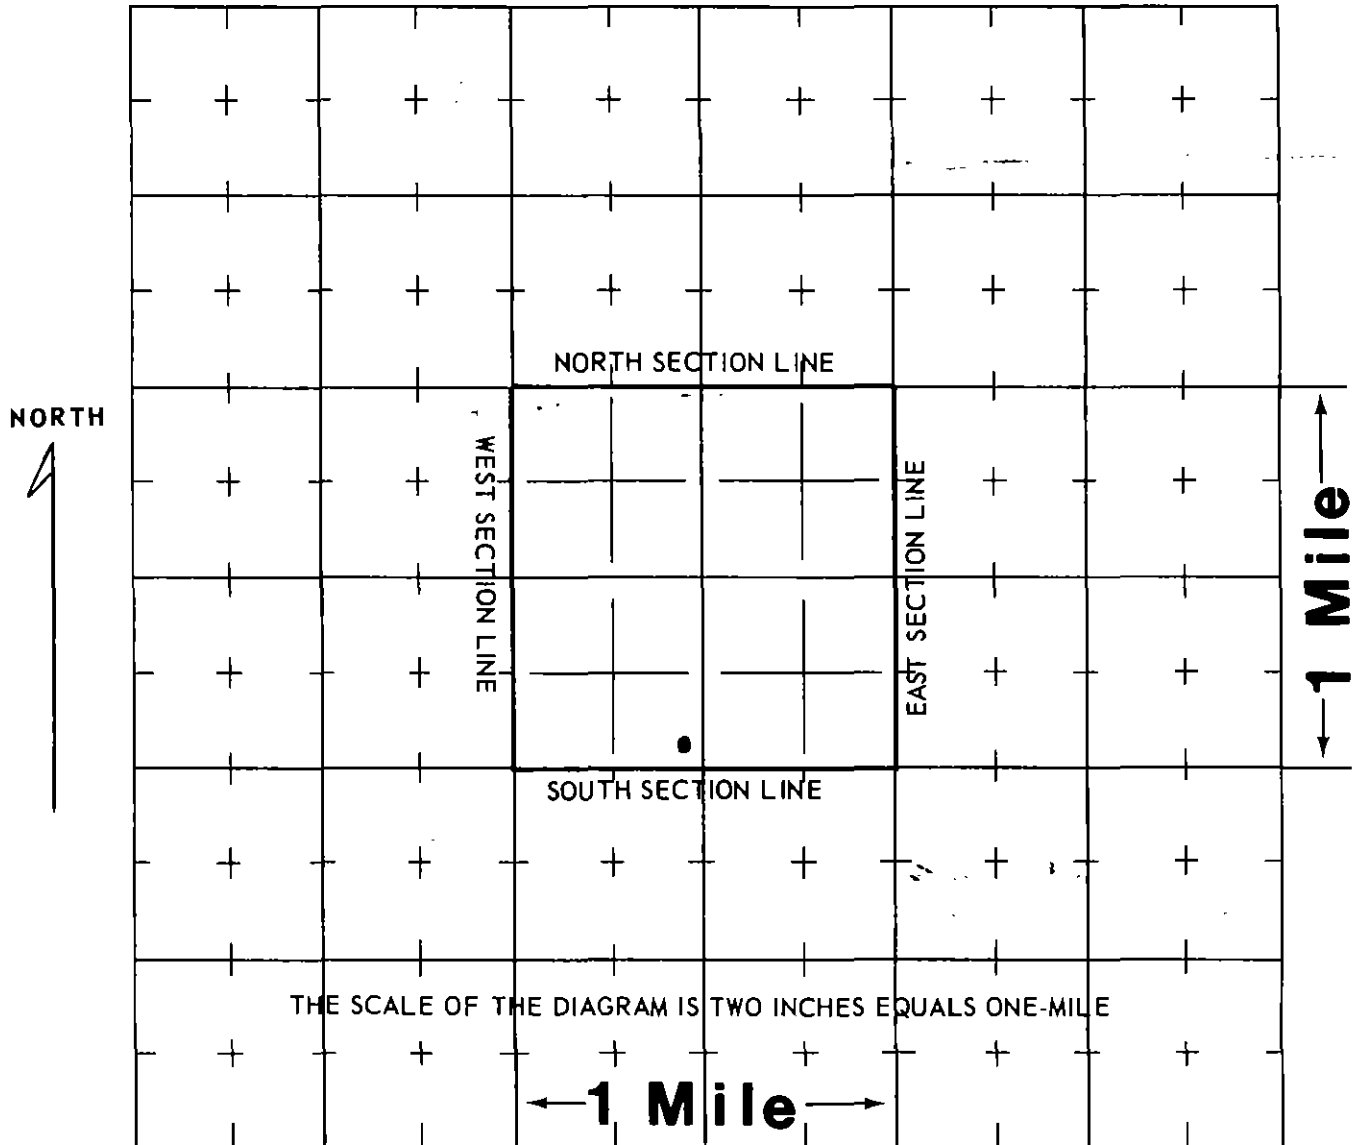 NORTH SECTION LINE
NORTH
WEST SECTION LINE
EAST SECTION LINE
1 Mile
SOUTH SECTION LINE
THE SCALE OF THE DIAGRAM IS TWO INCHES EQUALS ONE-MILE
1 Mile